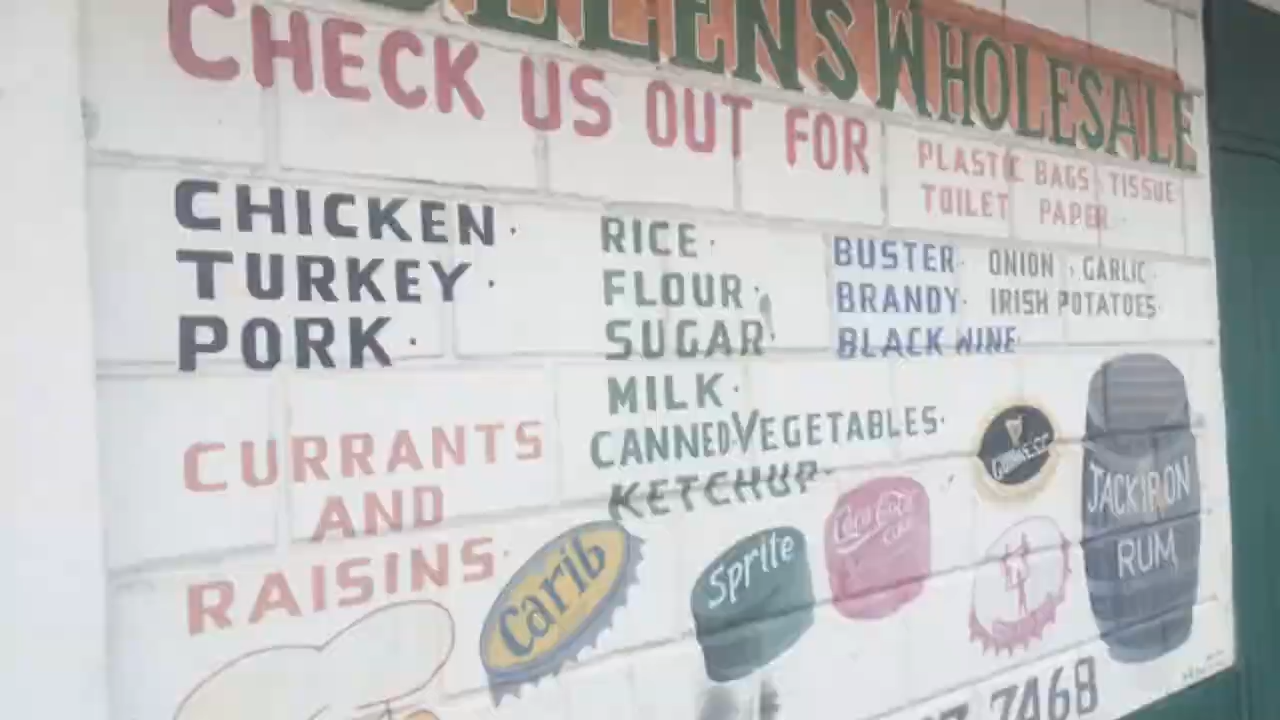 WHOLESALE
CHECK US OUT FOR
PLASTIC BAGS TISSUE
TOILET PAPER
CHICKEN.
TURKEY.
PORK.
CURRANTS
AND
RAISINS.
RICE.
FLOUR.
SUGAR.
MILK.
CANNED VEGETABLES.
KETCHUP.
BUSTER.
BRANDY.
BLACK WINE
ONION . GARLIC.
IRISH POTATOES.
Carib
Sprite
Coca-Cola
GUINNESS
JACK IRON
RUM
7468